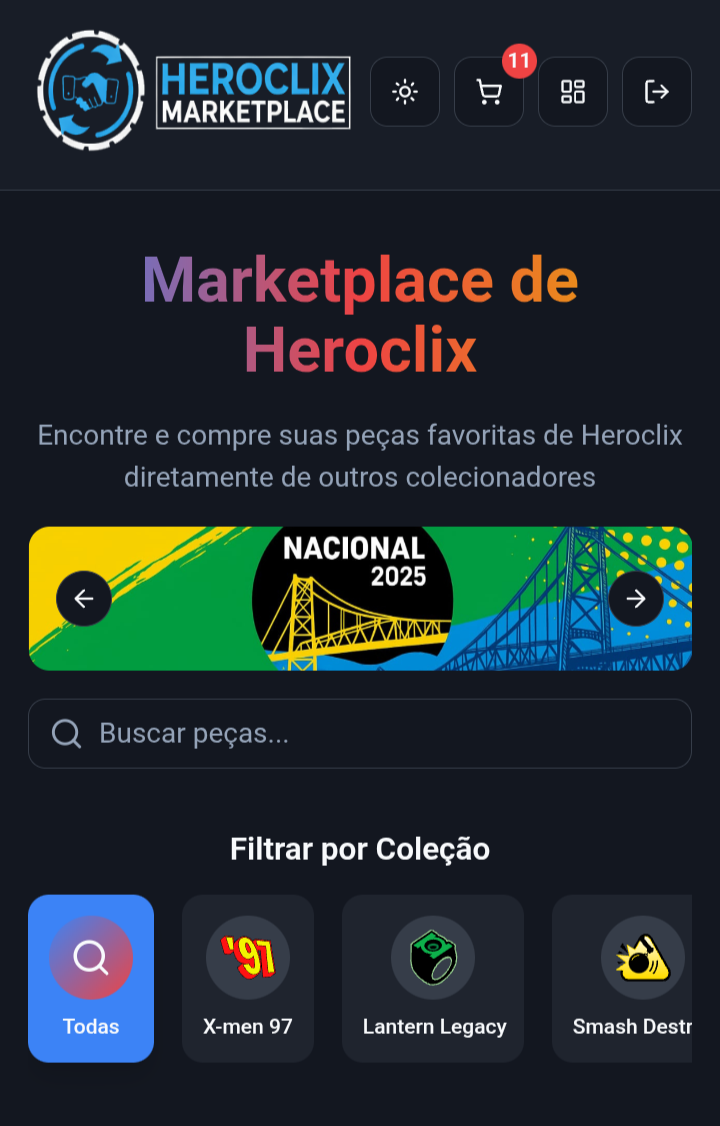 HEROCLIX
MARKETPLACE
11
Marketplace de
Heroclix
Encontre e compre suas peças favoritas de Heroclix
diretamente de outros colecionadores
NACIONAL
2025
Buscar peças...
Filtrar por Coleção
'97
Todas
X-men 97
Lantern Legacy
Smash Destr